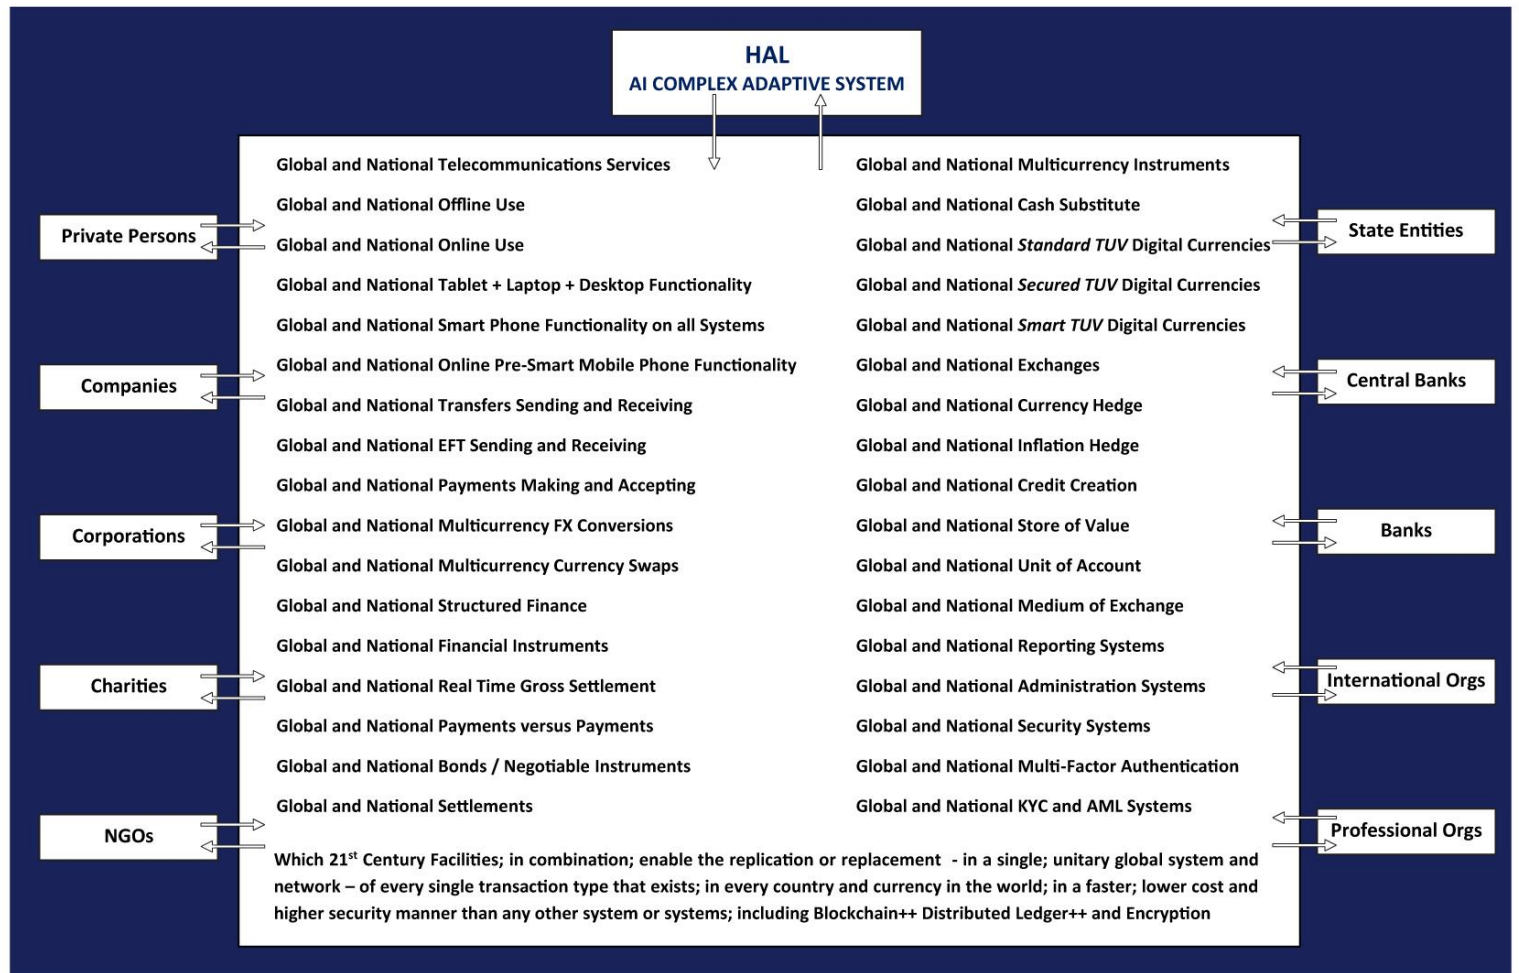 HAL
AI COMPLEX ADAPTIVE SYSTEM
Private Persons
Companies
Corporations
Charities
NGOs
Global and National Telecommunications Services
Global and National Offline Use
Global and National Online Use
Global and National Tablet + Laptop + Desktop Functionality
Global and National Smart Phone Functionality on all Systems
Global and National Online Pre-Smart Mobile Phone Functionality
Global and National Transfers Sending and Receiving
Global and National EFT Sending and Receiving
Global and National Payments Making and Accepting
Global and National Multicurrency FX Conversions
Global and National Multicurrency Currency Swaps
Global and National Structured Finance
Global and National Financial Instruments
Global and National Real Time Gross Settlement
Global and National Payments versus Payments
Global and National Bonds / Negotiable Instruments
Global and National Settlements
Global and National Multicurrency Instruments
Global and National Cash Substitute
Global and National Standard TUV Digital Currencies
Global and National Secured TUV Digital Currencies
Global and National Smart TUV Digital Currencies
Global and National Exchanges
Global and National Currency Hedge
Global and National Inflation Hedge
Global and National Credit Creation
Global and National Store of Value
Global and National Unit of Account
Global and National Medium of Exchange
Global and National Reporting Systems
Global and National Administration Systems
Global and National Security Systems
Global and National Multi-Factor Authentication
Global and National KYC and AML Systems
Which 21st Century Facilities; in combination; enable the replication or replacement - in a single; unitary global system and
network – of every single transaction type that exists; in every country and currency in the world; in a faster; lower cost and
higher security manner than any other system or systems; including Blockchain++ Distributed Ledger++ and Encryption
State Entities
Central Banks
Banks
International Orgs
Professional Orgs